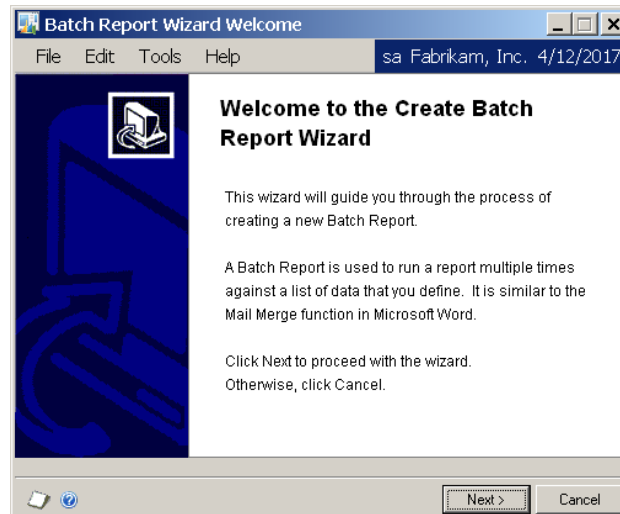 Batch Report Wizard Welcome
File Edit Tools Help sa Fabrikam, Inc. 4/12/2017
Welcome to the Create Batch
Report Wizard
This wizard will guide you through the process of
creating a new Batch Report.
A Batch Report is used to run a report multiple times
against a list of data that you define. It is similar to the
Mail Merge function in Microsoft Word.
Click Next to proceed with the wizard.
Otherwise, click Cancel.
Next > Cancel